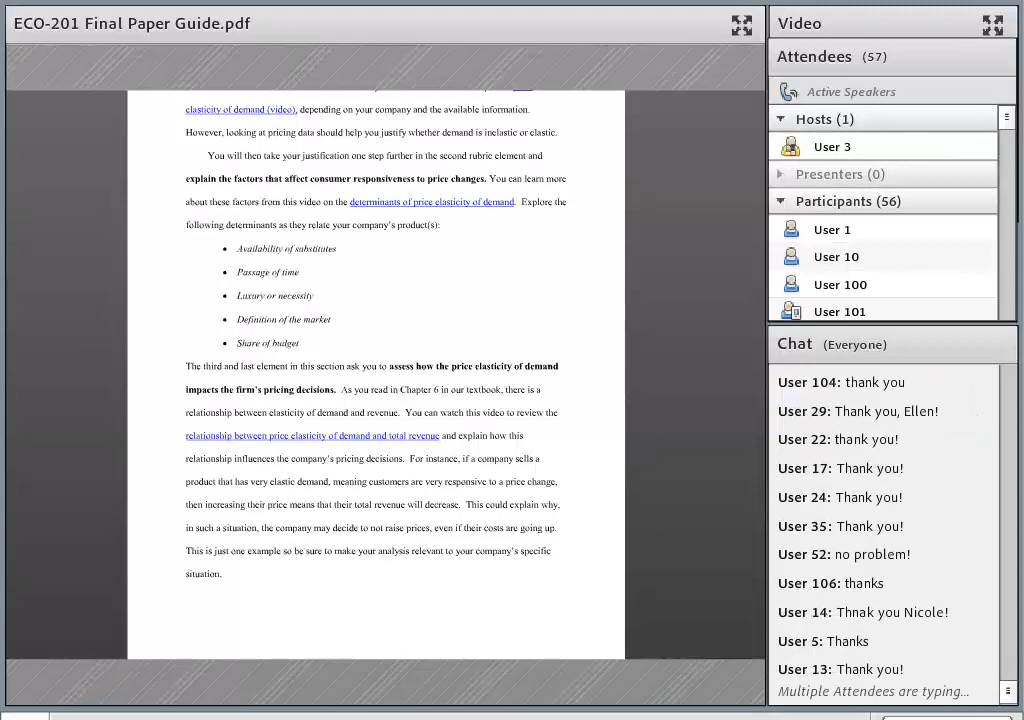 ECO-201 Final Paper Guide.pdf
elasticity of demand (video), depending on your company and the available information.
However, looking at pricing data should help you justify whether demand is inelastic or elastic.
You will then take your justification one step further in the second rubric element and
explain the factors that affect consumer responsiveness to price changes. You can learn more
about these factors from this video on the determinants of price elasticity of demand. Explore the
following determinants as they relate your company's product(s):
• Availability of substitutes
• Passage of time
• Luxury or necessity
• Definition of the market
• Share of budget
The third and last element in this section ask you to assess how the price elasticity of demand
impacts the firm's pricing decisions. As you read in Chapter 6 in our textbook, there is a
relationship between elasticity of demand and revenue. You can watch this video to review the
relationship between price elasticity of demand and total revenue and explain how this
relationship influences the company's pricing decisions. For instance, if a company sells a
product that has very elastic demand, meaning customers are very responsive to a price change,
then increasing their price means that their total revenue will decrease. This could explain why,
in such a situation, the company may decide to not raise prices, even if their costs are going up.
This is just one example so be sure to make your analysis relevant to your company's specific
situation.
Video
Attendees (57)
Active Speakers
Hosts (1)
User 3
Presenters (0)
Participants (56)
User 1
User 10
User 100
User 101
Chat (Everyone)
User 104: thank you
User 29: Thank you, Ellen!
User 22: thank you!
User 17: Thank you!
User 24: Thank you!
User 35: Thank you!
User 52: no problem!
User 106: thanks
User 14: Thnak you Nicole!
User 5: Thanks
User 13: Thank you!
Multiple Attendees are typing...